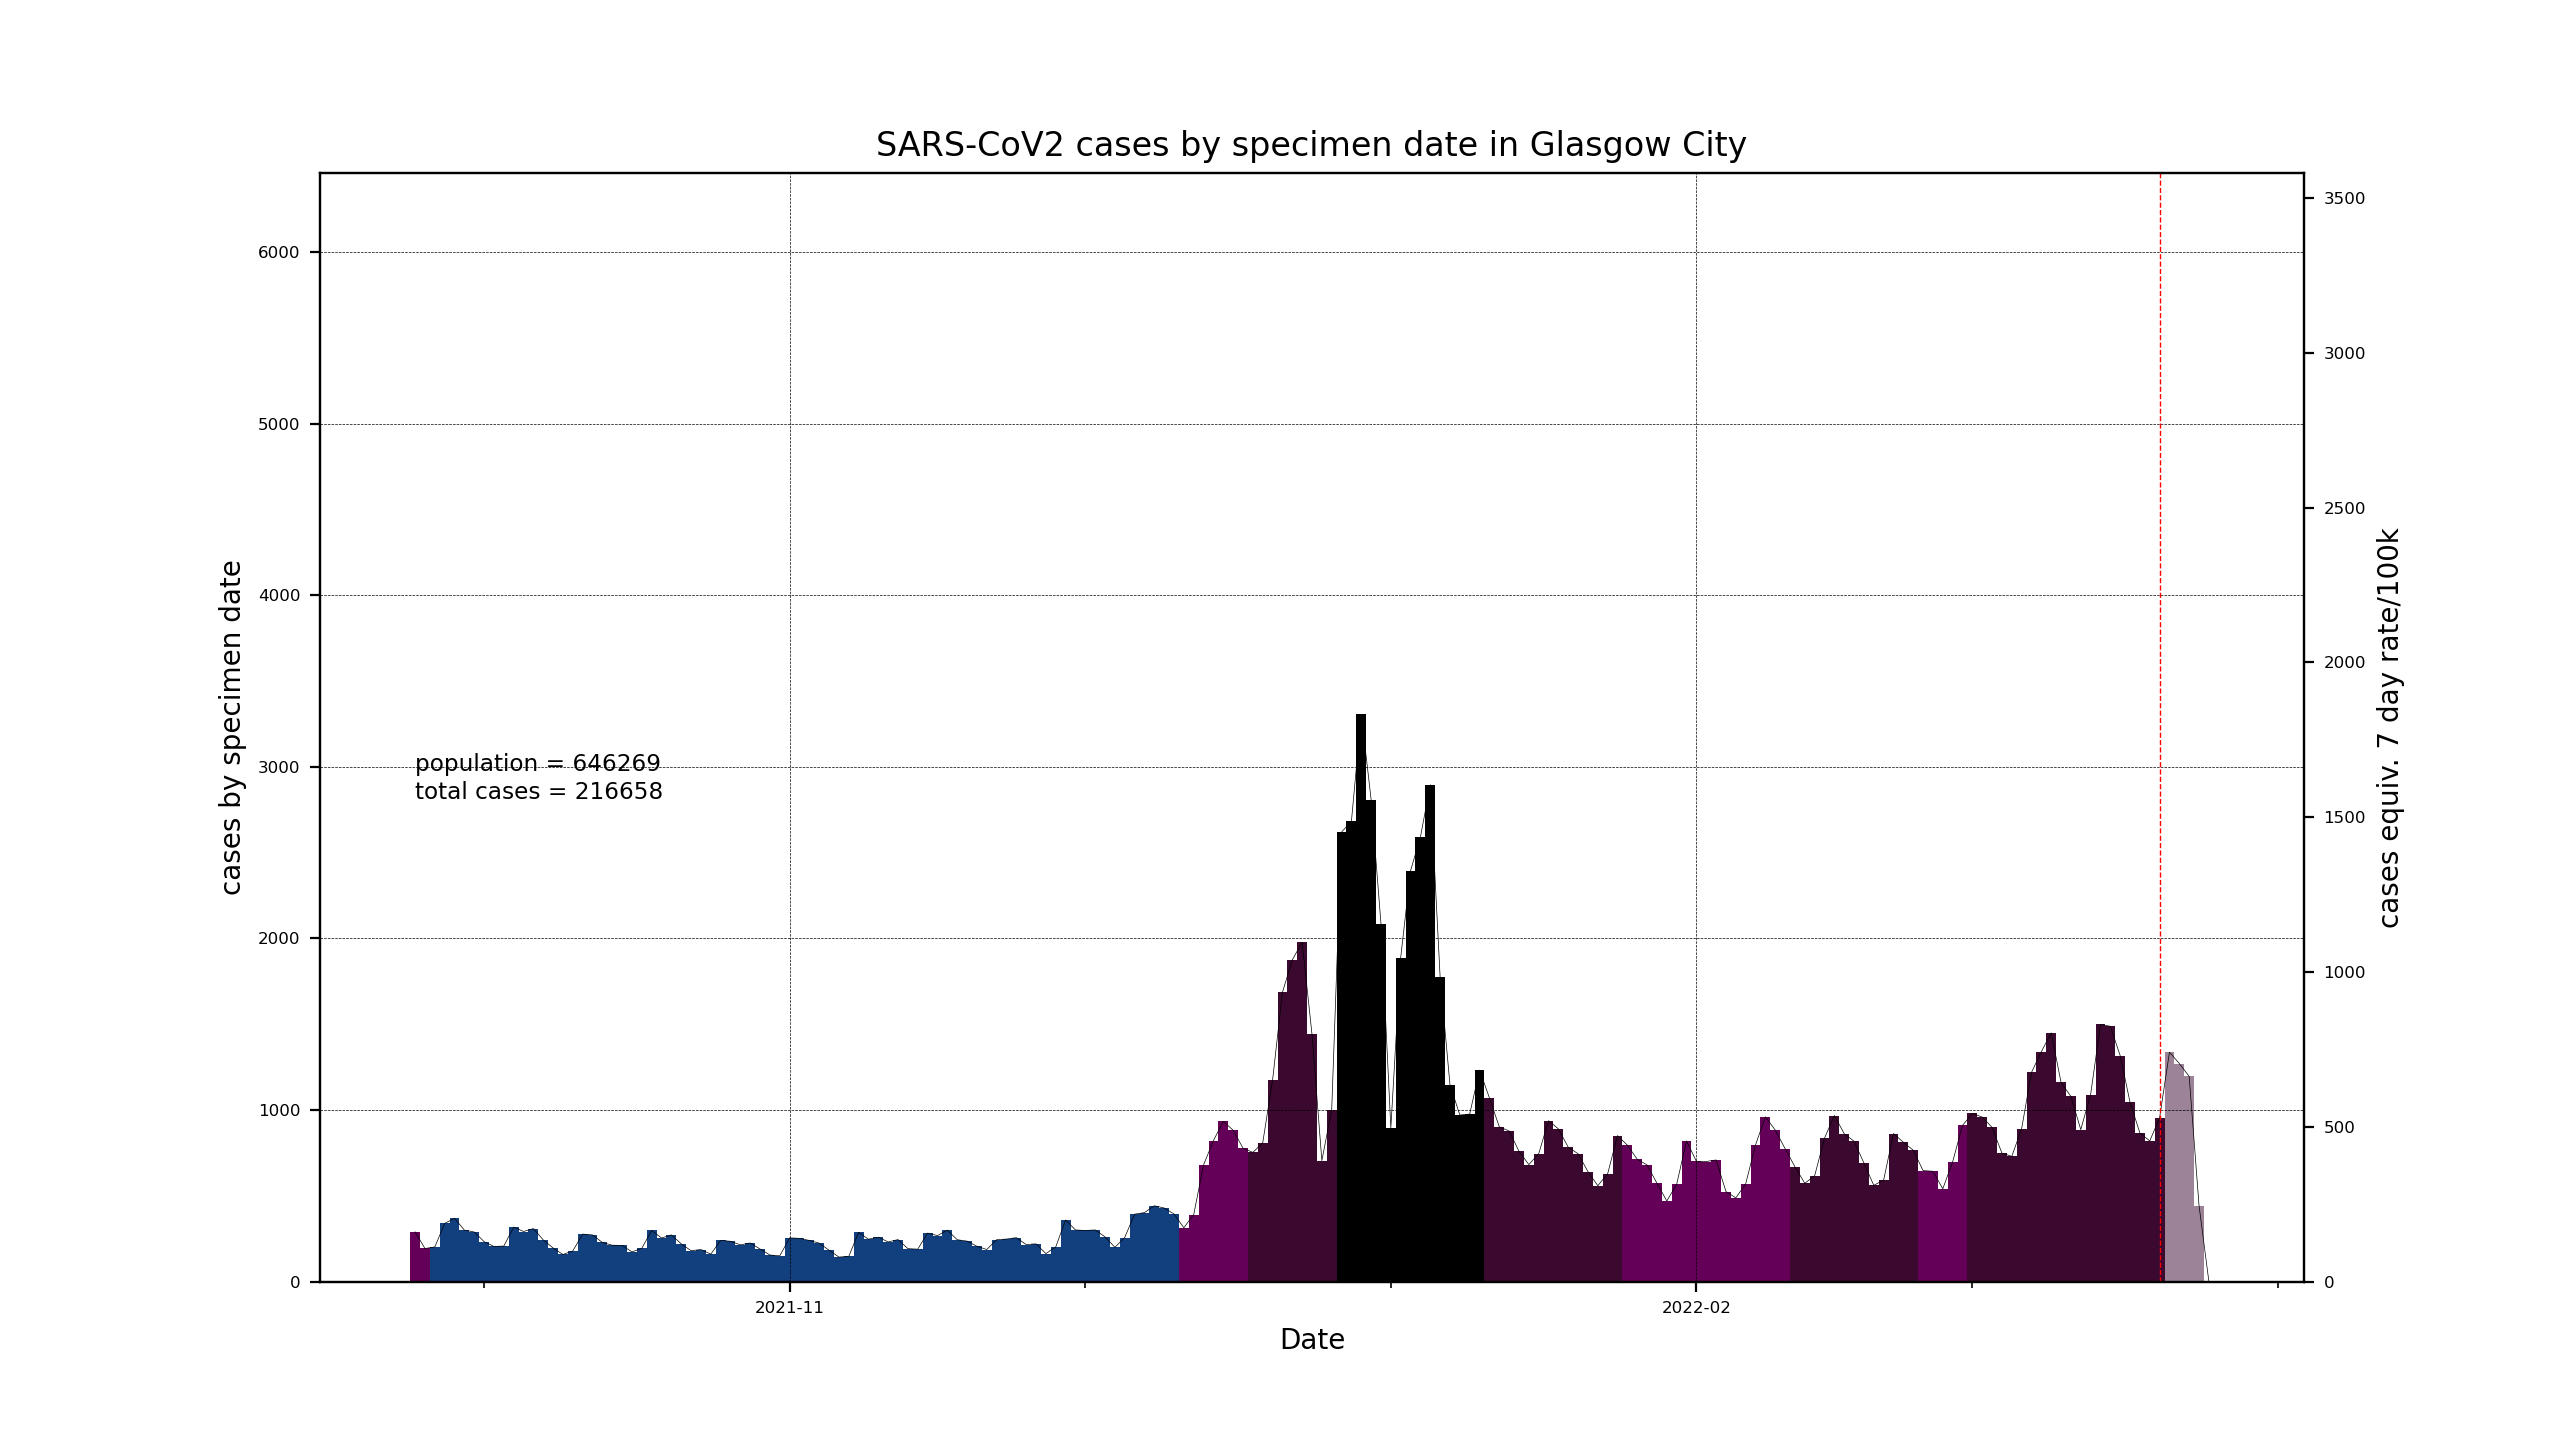 SARS-CoV2 cases by specimen date in Glasgow City
cases by specimen date
6000
5000
4000
3000
2000
1000
0
population = 646269
total cases = 216658
3500
3000
2500
2000
1500
1000
500
0
cases equiv. 7 day rate/100k
2021-11
2022-02
Date